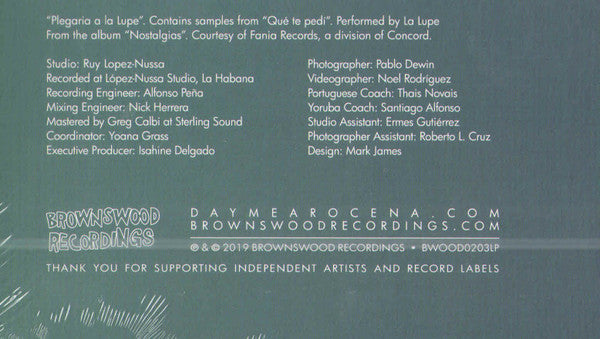 “Plegaria a la Lupe”. Contains samples from “Qué te pedi”. Performed by La Lupe
From the album “Nostalgias”. Courtesy of Fania Records, a division of Concord.
Studio: Ruy Lopez-Nussa
Recorded at López-Nussa Studio, La Habana
Recording Engineer: Alfonso Peña
Mixing Engineer: Nick Herrera
Mastered by Greg Calbi at Sterling Sound
Coordinator: Yoana Grass
Executive Producer: Isahine Delgado
Photographer: Pablo Dewin
Videographer: Noel Rodríguez
Portuguese Coach: Thais Novais
Yoruba Coach: Santiago Alfonso
Studio Assistant: Ermes Gutiérrez
Photographer Assistant: Roberto L. Cruz
Design: Mark James
BROWNSWOOD
RECORDINGS
DAYMEAROCENA.COM
BROWNSWOODRECORDINGS.COM
℗ & © 2019 BROWNSWOOD RECORDINGS • BWOOD0203LP
THANK YOU FOR SUPPORTING INDEPENDENT ARTISTS AND RECORD LABELS